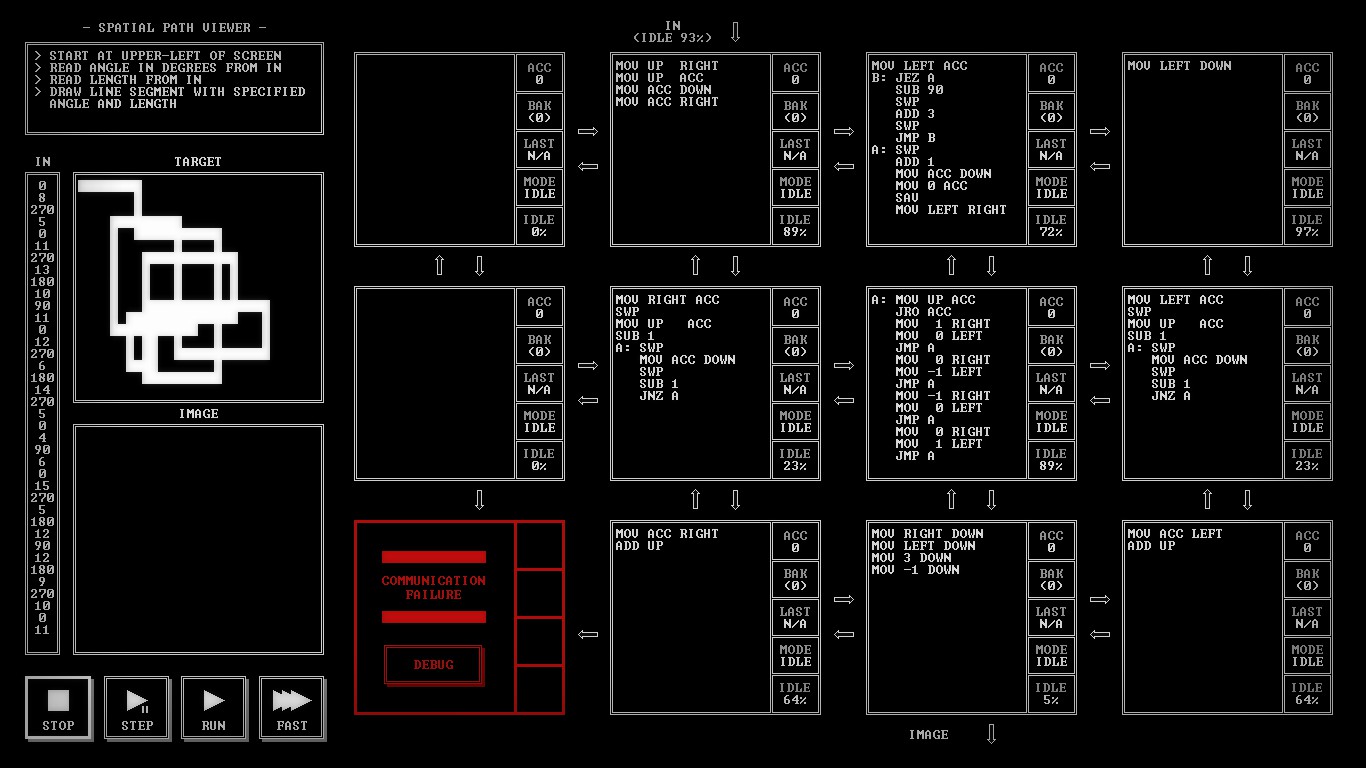 — SPATIAL PATH VIEWER —
> START AT UPPER-LEFT OF SCREEN
> READ ANGLE IN DEGREES FROM IN
> READ LENGTH FROM IN
> DRAW LINE SEGMENT WITH SPECIFIED
ANGLE AND LENGTH
IN
TARGET
0
8
270
5
0
11
270
13
180
10
90
11
0
12
270
6
180
14
270
5
0
4
90
6
0
15
270
5
180
12
90
12
180
9
270
10
0
11
IMAGE
STOP
STEP
RUN
FAST
IN
(IDLE 93%)
ACC
0
BAK
(0)
LAST
N/A
MODE
IDLE
IDLE
0%
MOV UP  RIGHT
MOV UP  ACC
MOV ACC DOWN
MOV ACC RIGHT
ACC
0
BAK
(0)
LAST
N/A
MODE
IDLE
IDLE
89%
MOV LEFT ACC
B: JEZ A
SUB 90
SWP
ADD 3
SWP
JMP B
A: SWP
ADD 1
MOV ACC DOWN
MOV 0 ACC
SAV
MOV LEFT RIGHT
ACC
0
BAK
(0)
LAST
N/A
MODE
IDLE
IDLE
72%
MOV LEFT DOWN
ACC
0
BAK
(0)
LAST
N/A
MODE
IDLE
IDLE
97%
ACC
0
BAK
(0)
LAST
N/A
MODE
IDLE
IDLE
0%
MOV RIGHT ACC
SWP
MOV UP   ACC
SUB 1
A: SWP
MOV ACC DOWN
SWP
SUB 1
JNZ A
ACC
0
BAK
(0)
LAST
N/A
MODE
IDLE
IDLE
23%
A: MOV UP ACC
JRO ACC
MOV  1 RIGHT
MOV  0 LEFT
JMP A
MOV  0 RIGHT
MOV -1 LEFT
JMP A
MOV -1 RIGHT
MOV  0 LEFT
JMP A
MOV  0 RIGHT
MOV  1 LEFT
JMP A
ACC
0
BAK
(0)
LAST
N/A
MODE
IDLE
IDLE
89%
MOV LEFT ACC
SWP
MOV UP   ACC
SUB 1
A: SWP
MOV ACC DOWN
SWP
SUB 1
JNZ A
ACC
0
BAK
(0)
LAST
N/A
MODE
IDLE
IDLE
23%
COMMUNICATION
FAILURE
DEBUG
MOV ACC RIGHT
ADD UP
ACC
0
BAK
(0)
LAST
N/A
MODE
IDLE
IDLE
64%
MOV RIGHT DOWN
MOV LEFT DOWN
MOV 3 DOWN
MOV -1 DOWN
ACC
0
BAK
(0)
LAST
N/A
MODE
IDLE
IDLE
5%
MOV ACC LEFT
ADD UP
ACC
0
BAK
(0)
LAST
N/A
MODE
IDLE
IDLE
64%
IMAGE